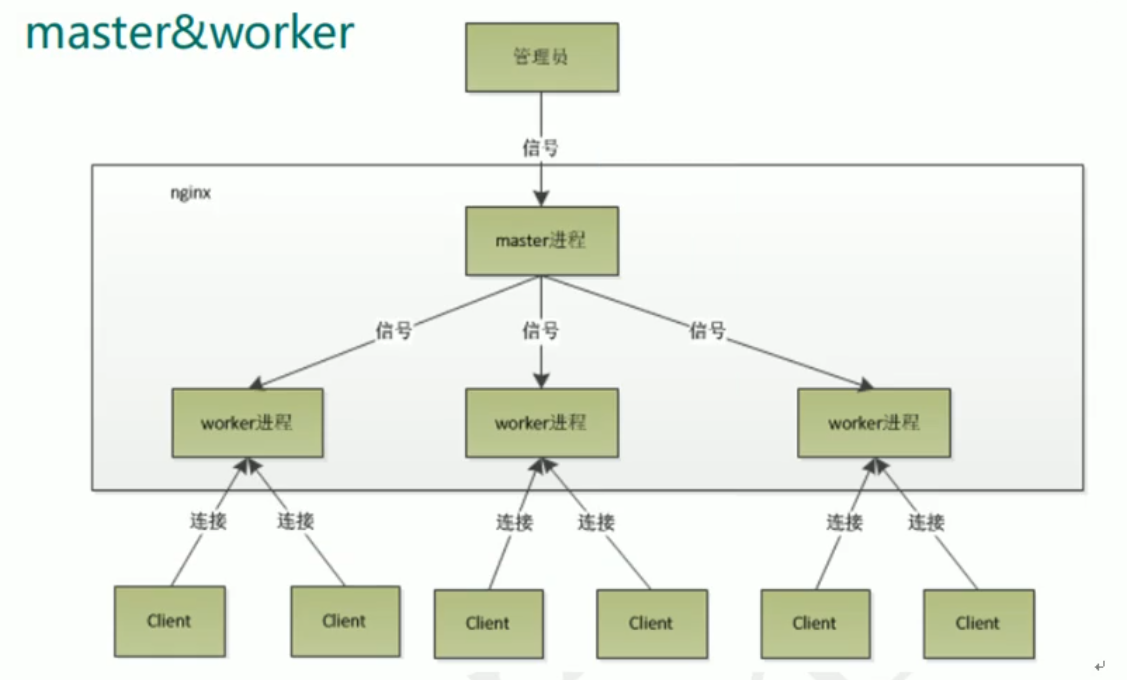 master&worker
管理员
信号
nginx
master进程
信号
信号
信号
worker进程
worker进程
worker进程
连接
连接
连接
连接
连接
连接
Client
Client
Client
Client
Client
Client